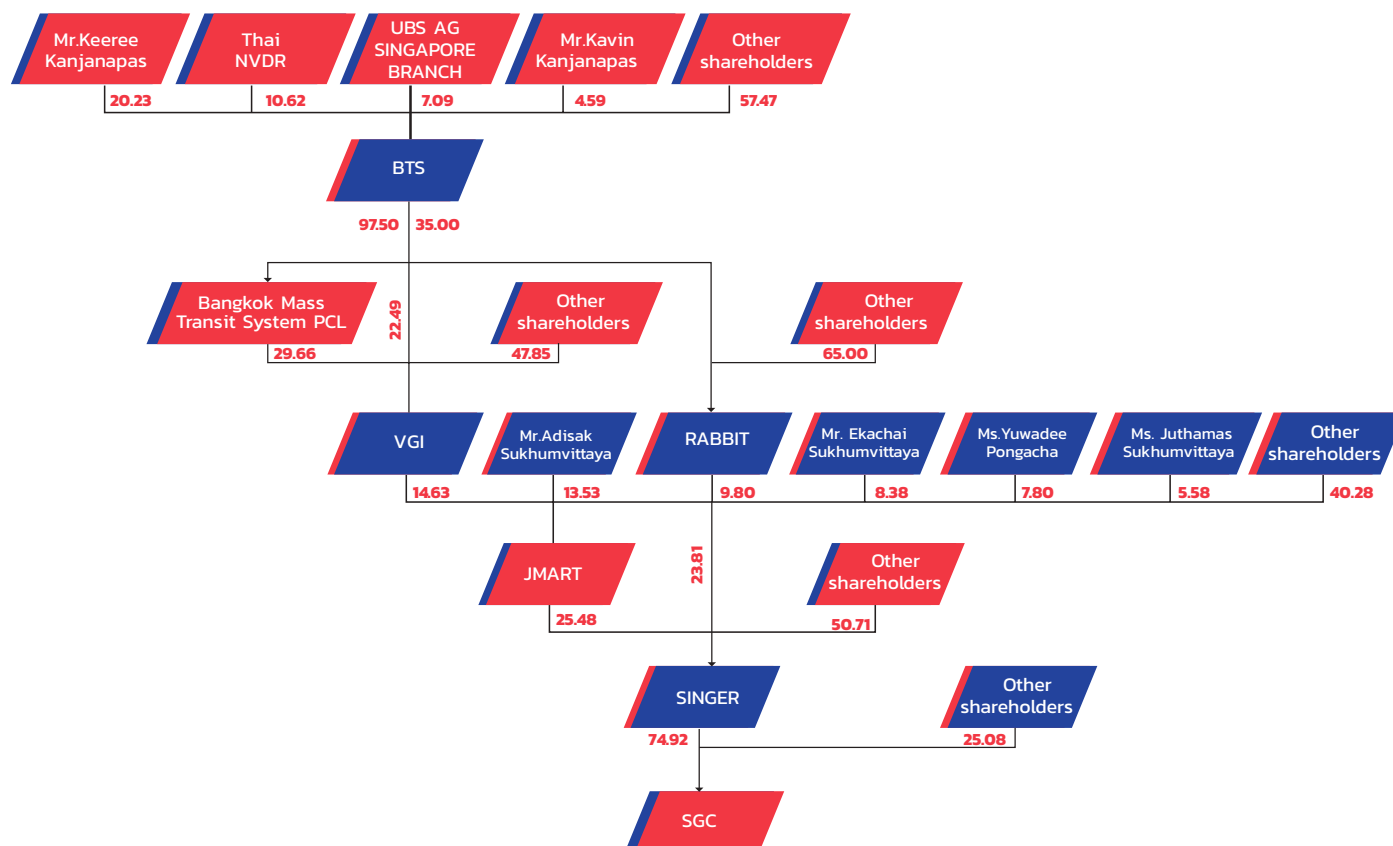 Mr.Keeree
Kanjanapas
Thai
NVDR
UBS AG
SINGAPORE
BRANCH
Mr.Kavin
Kanjanapas
Other
shareholders
20.23
10.62
7.09
4.59
57.47
BTS
97.50
35.00
Bangkok Mass
Transit System PCL
22.49
Other
shareholders
Other
shareholders
29.66
47.85
65.00
VGI
Mr.Adisak
Sukhumvittaya
RABBIT
Mr. Ekachai
Sukhumvittaya
Ms.Yuwadee
Pongacha
Ms. Juthamas
Sukhumvittaya
Other
shareholders
14.63
13.53
9.80
8.38
7.80
5.58
40.28
JMART
23.81
Other
shareholders
25.48
50.71
SINGER
Other
shareholders
74.92
25.08
SGC